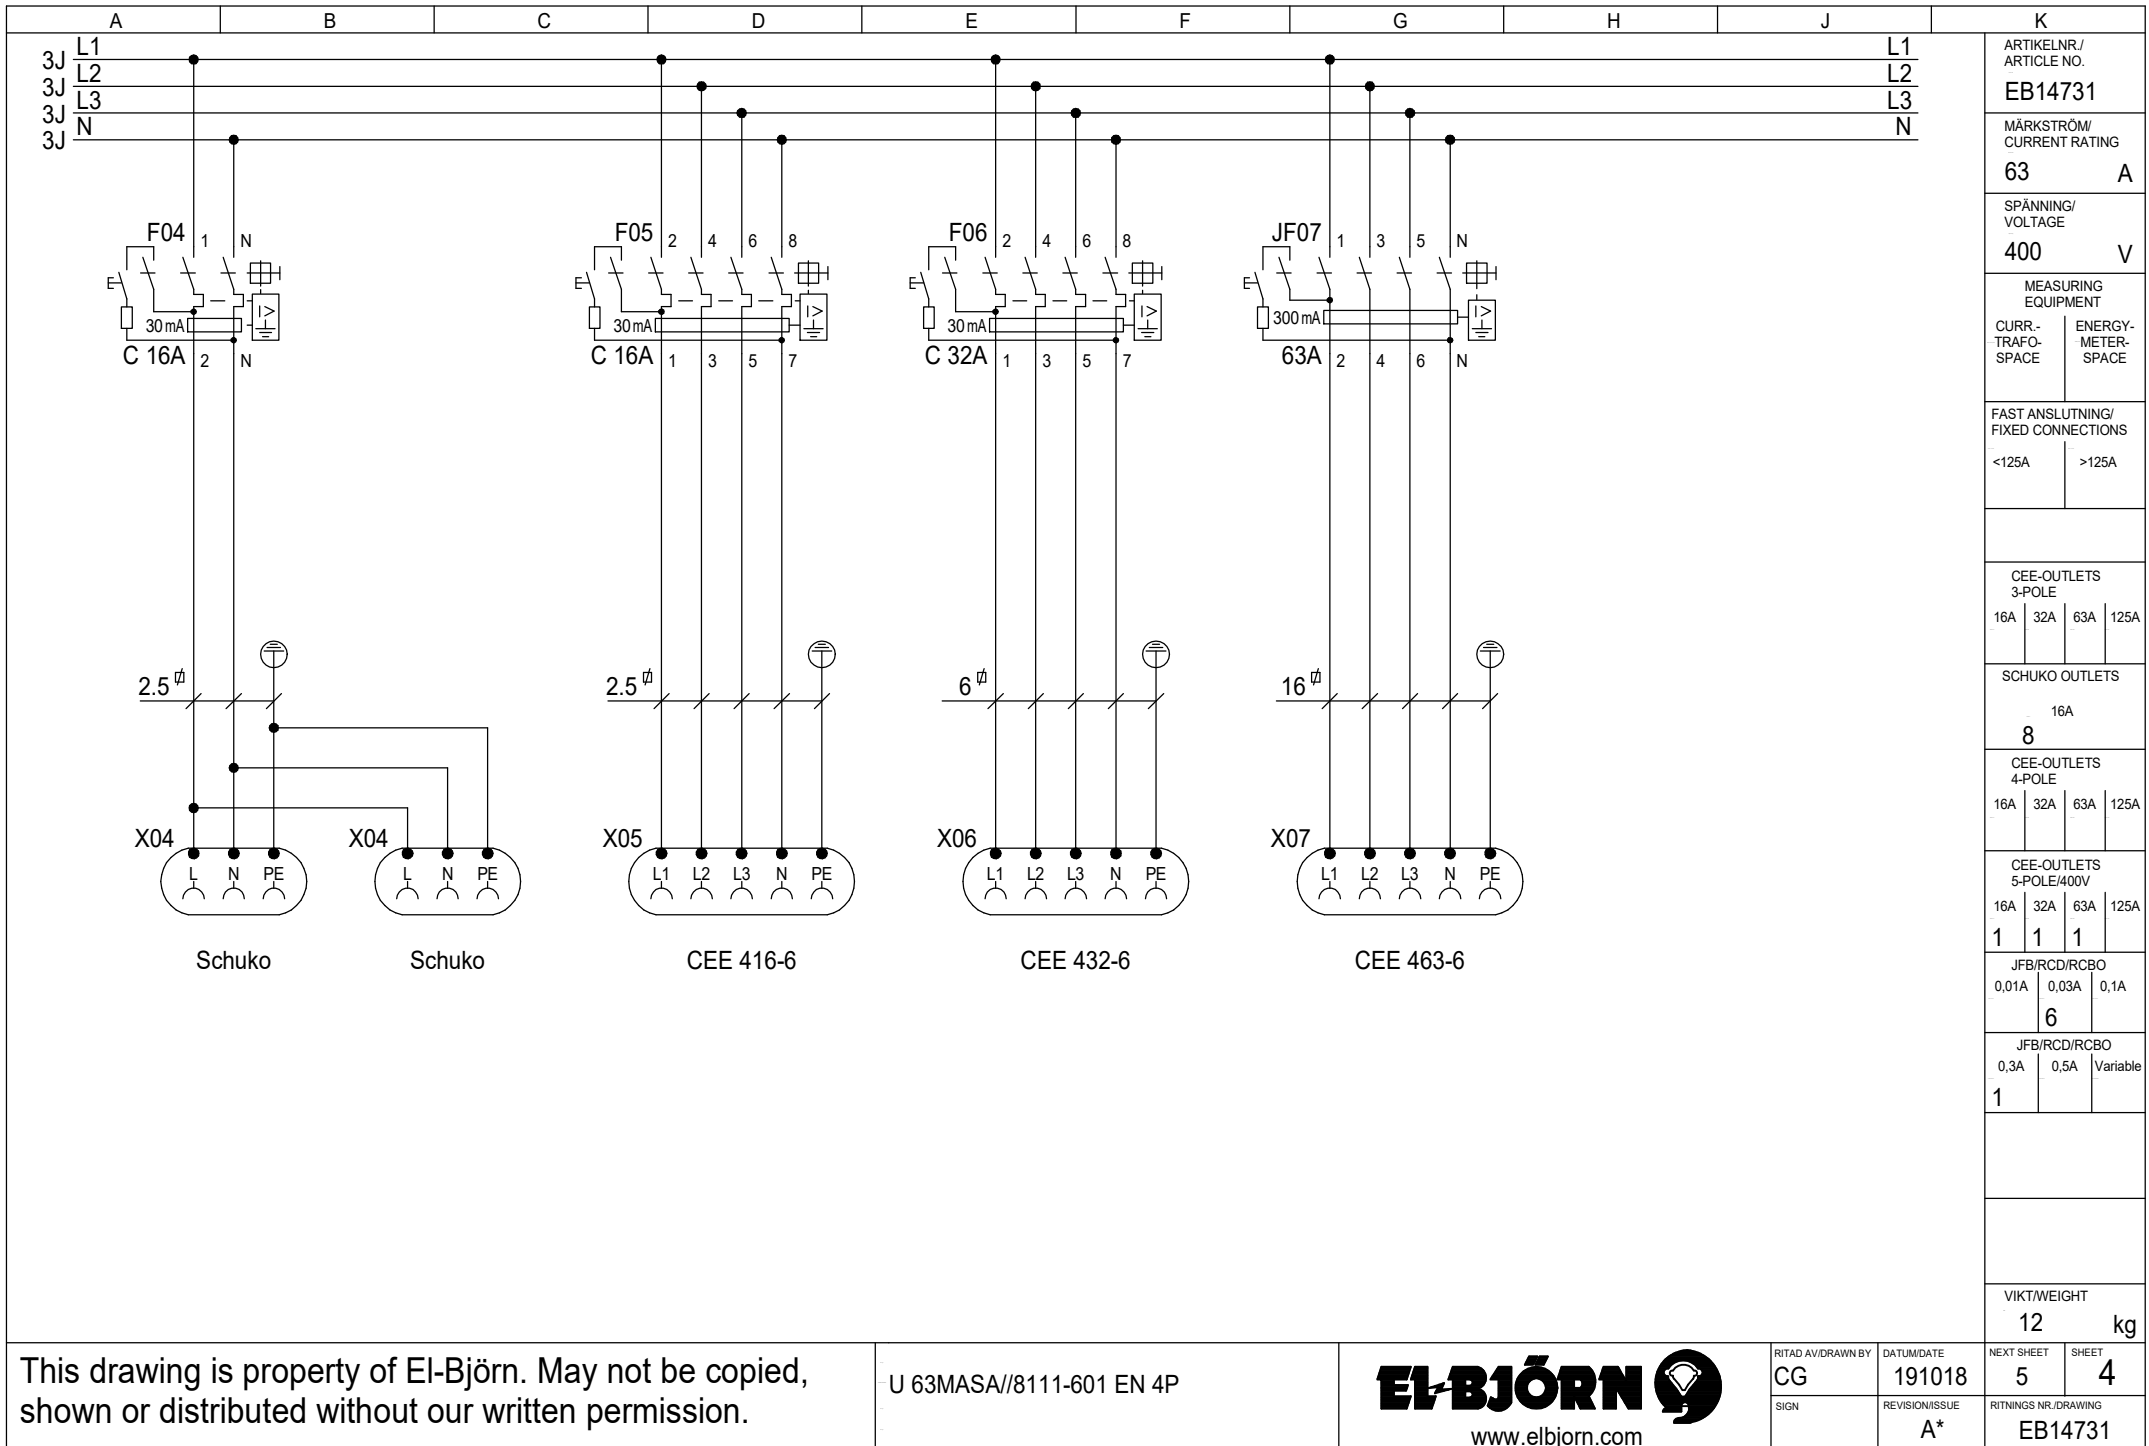 A B C D E F G H J K
3J L1 L1
3J L2 L2
3J L3 L3
3J N N
F04 1 N
30 mA
C 16A 2 N
F05 2 4 6 8
30 mA
C 16A 1 3 5 7
F06 2 4 6 8
30 mA
C 32A 1 3 5 7
JF07 1 3 5 N
300 mA
63A 2 4 6 N
I>
I>
I>
I>
2.5
2.5
6
16
X04 X04 X05 X06 X07
L N PE
L N PE
L1 L2 L3 N PE
L1 L2 L3 N PE
L1 L2 L3 N PE
Schuko Schuko CEE 416-6 CEE 432-6 CEE 463-6
ARTIKELNR./
ARTICLE NO.
EB14731
MÄRKSTRÖM/
CURRENT RATING
63 A
SPÄNNING/
VOLTAGE
400 V
MEASURING
EQUIPMENT
CURR.- ENERGY-
TRAFO- METER-
SPACE SPACE
FAST ANSLUTNING/
FIXED CONNECTIONS
<125A >125A
CEE-OUTLETS
3-POLE
16A 32A 63A 125A
SCHUKO OUTLETS
16A
8
CEE-OUTLETS
4-POLE
16A 32A 63A 125A
CEE-OUTLETS
5-POLE/400V
16A 32A 63A 125A
1 1 1
JFB/RCD/RCBO
0,01A 0,03A 0,1A
6
JFB/RCD/RCBO
0,3A 0,5A Variable
1
VIKT/WEIGHT
12 kg
This drawing is property of El-Björn. May not be copied,
shown or distributed without our written permission.
U 63MASA//8111-601 EN 4P
EL-BJÖRN
www.elbjorn.com
RITAD AV/DRAWN BY
CG
DATUM/DATE
191018
NEXT SHEET
5
SHEET
4
SIGN
REVISION/ISSUE
A*
RITNINGS NR./DRAWING
EB14731